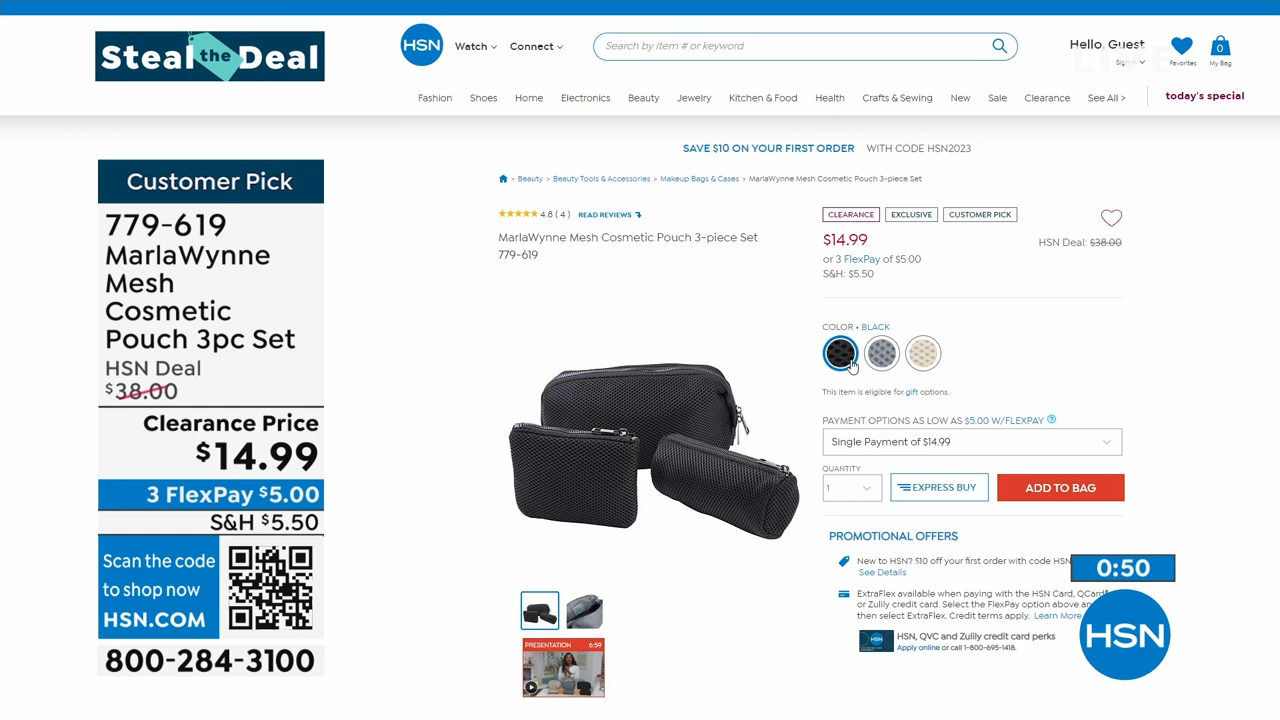 Steal the Deal
HSN
Watch
Connect
Search by item # or keyword
Hello, Guest
Sign in
Favorites
0
My Bag
LIVE
Fashion
Shoes
Home
Electronics
Beauty
Jewelry
Kitchen & Food
Health
Crafts & Sewing
New
Sale
Clearance
See All >
today's special
SAVE $10 ON YOUR FIRST ORDER WITH CODE HSN2023
> Beauty > Beauty Tools & Accessories > Makeup Bags & Cases > MarlaWynne Mesh Cosmetic Pouch 3-piece Set
Customer Pick
779-619
MarlaWynne
Mesh
Cosmetic
Pouch 3pc Set
HSN Deal
$38.00
Clearance Price
$14.99
3 FlexPay $5.00
S&H $5.50
Scan the code
to shop now
HSN.COM
800-284-3100
4.8 ( 4 ) READ REVIEWS
MarlaWynne Mesh Cosmetic Pouch 3-piece Set
779-619
PRESENTATION 6:59
CLEARANCE
EXCLUSIVE
CUSTOMER PICK
$14.99
HSN Deal: $38.00
or 3 FlexPay of $5.00
S&H: $5.50
COLOR • BLACK
This item is eligible for gift options.
PAYMENT OPTIONS AS LOW AS $5.00 W/FLEXPAY ?
Single Payment of $14.99
QUANTITY
1
EXPRESS BUY
ADD TO BAG
PROMOTIONAL OFFERS
New to HSN? $10 off your first order with code HSN
See Details
ExtraFlex available when paying with the HSN Card, QCard
or Zulily credit card. Select the FlexPay option above an
then select ExtraFlex. Credit terms apply. Learn More
HSN, QVC and Zulily credit card perks
Apply online or call 1-800-695-1418.
0:50
HSN